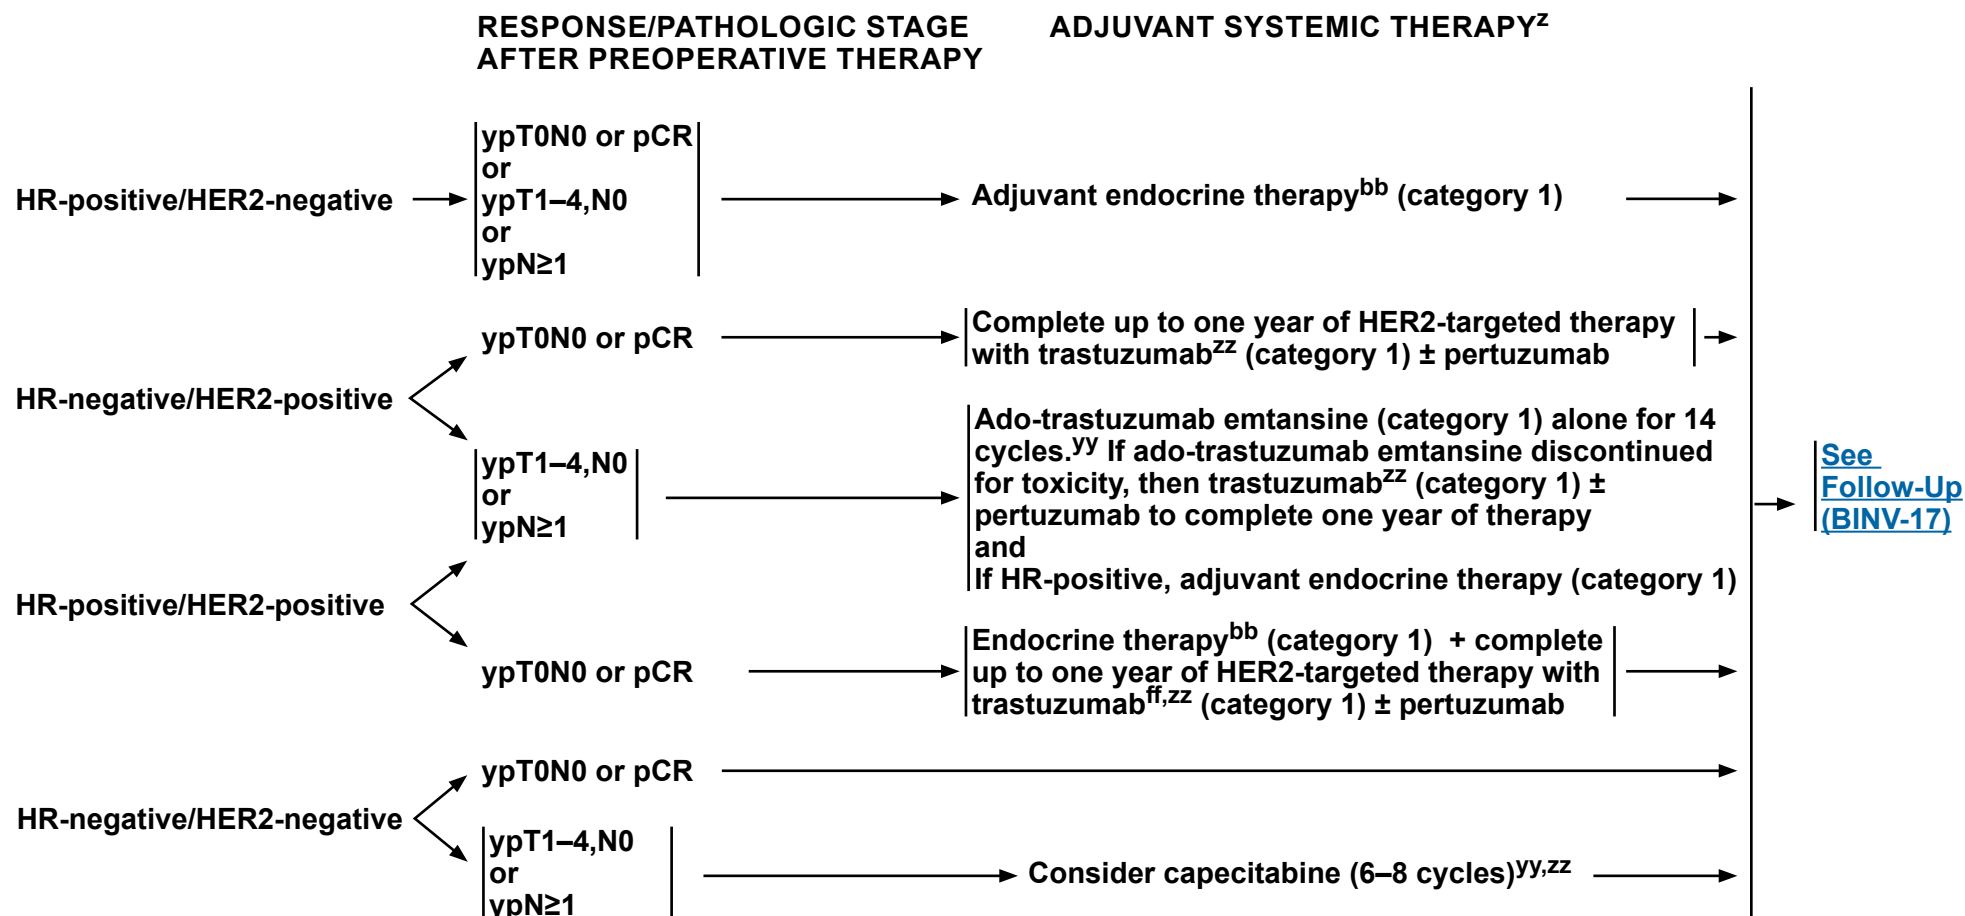 RESPONSE/PATHOLOGIC STAGE
AFTER PREOPERATIVE THERAPY
ADJUVANT SYSTEMIC THERAPYz
HR-positive/HER2-negative
ypT0N0 or pCR
or
ypT1–4,N0
or
ypN≥1
Adjuvant endocrine therapybb (category 1)
HR-negative/HER2-positive
ypT0N0 or pCR
Complete up to one year of HER2-targeted therapy
with trastuzumabzz (category 1) ± pertuzumab
ypT1–4,N0
or
ypN≥1
Ado-trastuzumab emtansine (category 1) alone for 14
cycles.yy If ado-trastuzumab emtansine discontinued
for toxicity, then trastuzumabzz (category 1) ±
pertuzumab to complete one year of therapy
and
If HR-positive, adjuvant endocrine therapy (category 1)
HR-positive/HER2-positive
ypT0N0 or pCR
Endocrine therapybb (category 1) + complete
up to one year of HER2-targeted therapy with
trastuzumabff,zz (category 1) ± pertuzumab
HR-negative/HER2-negative
ypT0N0 or pCR
ypT1–4,N0
or
ypN≥1
Consider capecitabine (6–8 cycles)yy,zz
See
Follow-Up
(BINV-17)